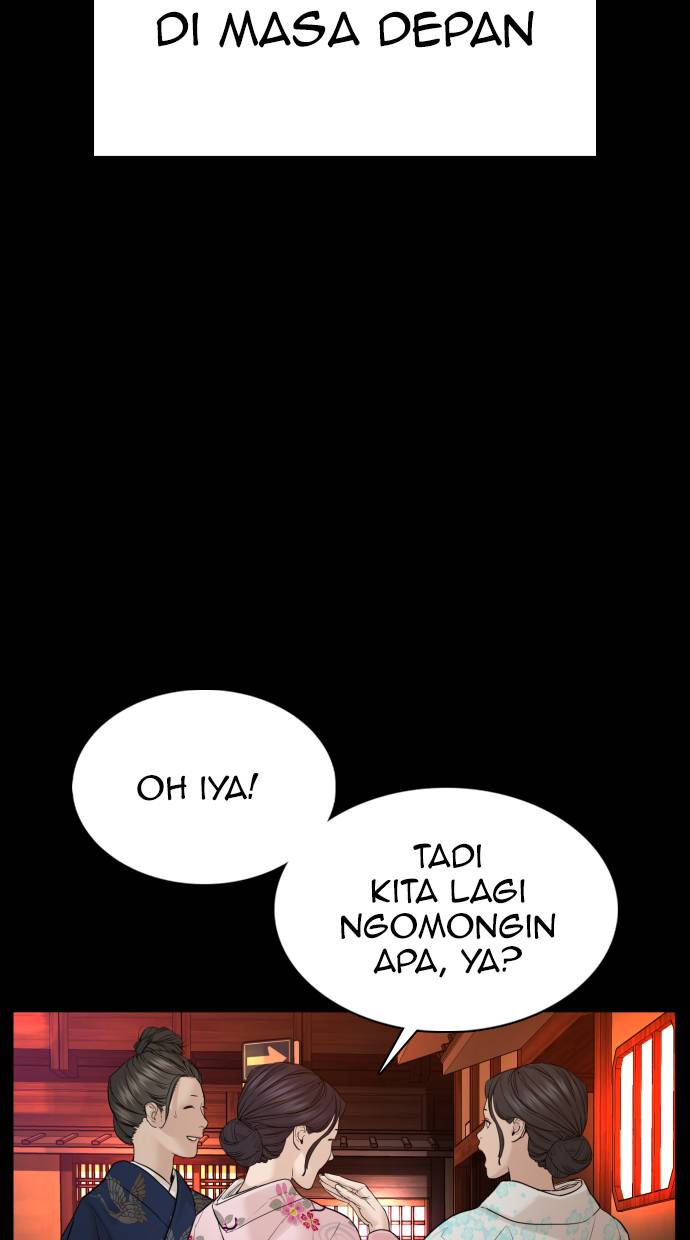 DI MASA DEPAN
OH IYA!
TADI
KITA LAGI
NGOMONGIN
APA, YA?